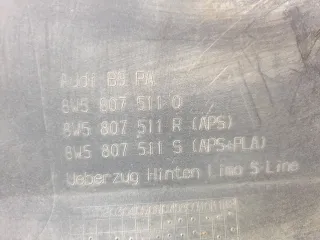 Audi B9 PA
8W5 807 511 Q
8W5 807 511 R (APS)
8W5 807 511 S (APS+PLA)
Ueberzug Hinten Limo S-Line